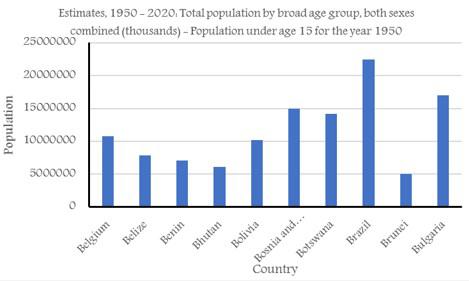 Estimates, 1950 - 2020: Total population by broad age group, both sexes
combined (thousands) - Population under age 15 for the year 1950
Population
25000000
20000000
15000000
10000000
5000000
0
Belgium
Belize
Benin
Bhutan
Bolivia
Bosnia and...
Botswana
Brazil
Brunei
Bulgaria
Country